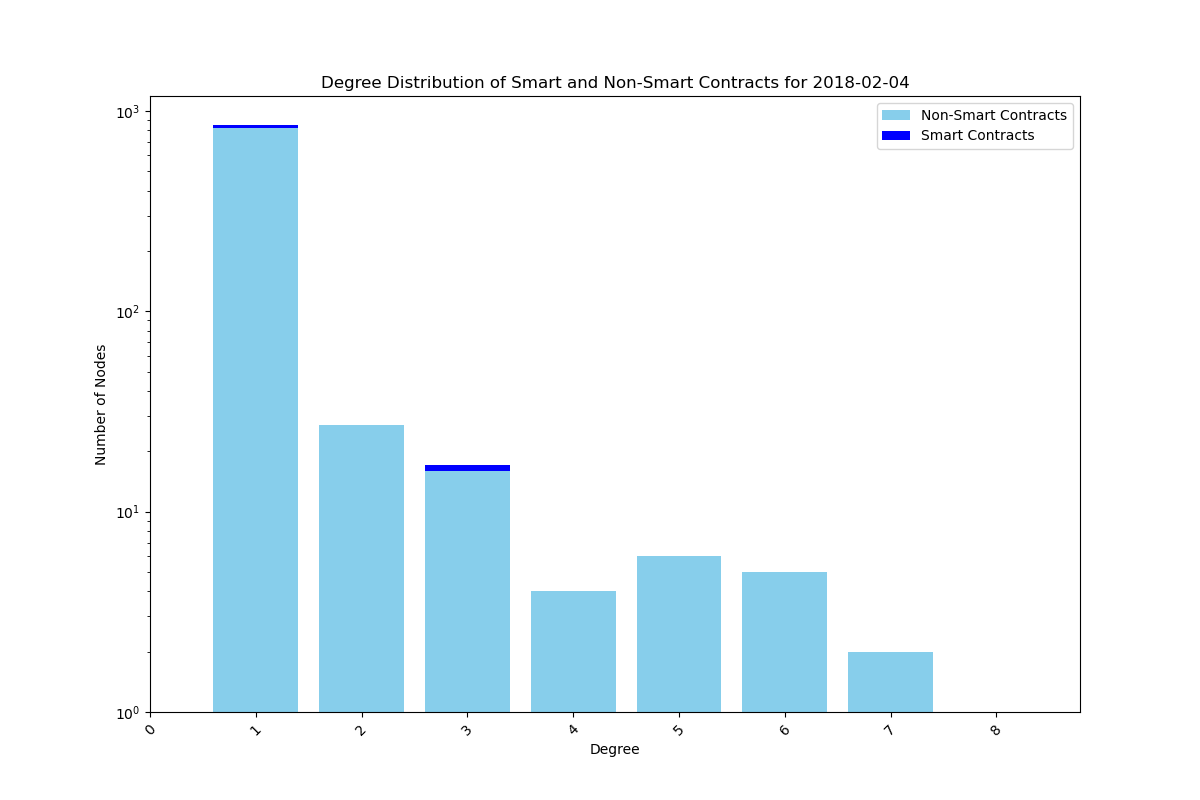 Degree Distribution of Smart and Non-Smart Contracts for 2018-02-04
Non-Smart Contracts
Smart Contracts
Number of Nodes
10³
10²
10¹
10⁰
0 1 2 3 4 5 6 7 8
Degree